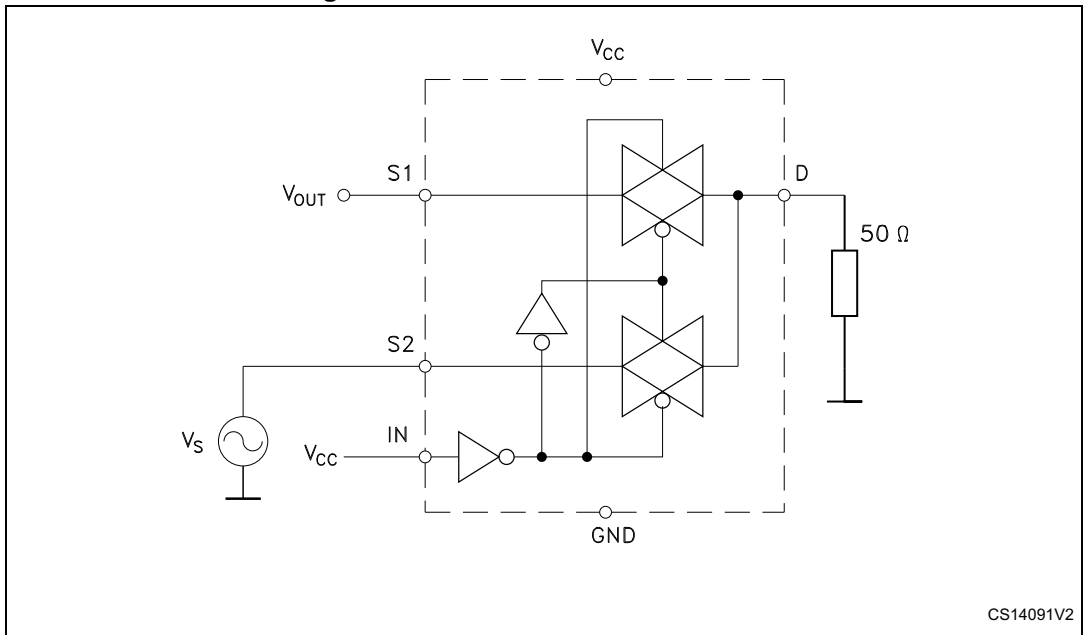 VCC
S1
D
VOUT
50 Ω
S2
IN
VS
VCC
GND
CS14091V2